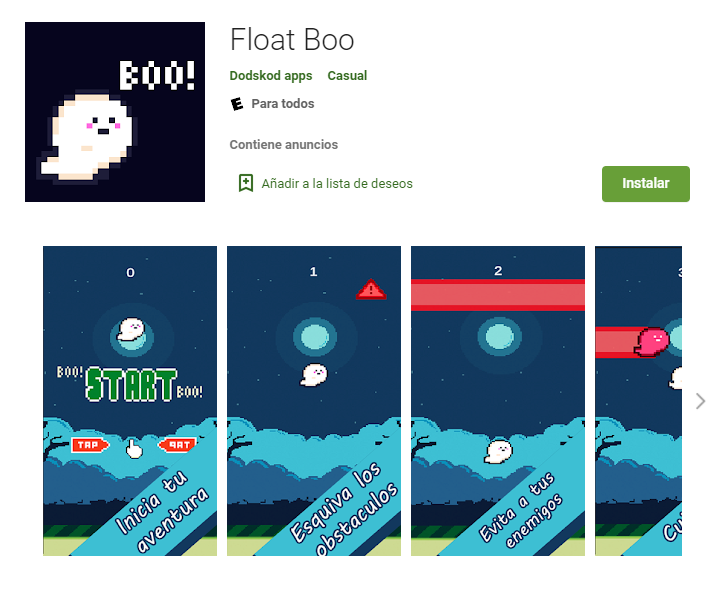 BOO!
Float Boo
Dodskod apps Casual
E Para todos
Contiene anuncios
Añadir a la lista de deseos
Instalar
0
BOO!
START
BOO!
TAP
TAP
Inicia tu
aventura
1
!
Esquiva los
obstaculos
2
Evita a tus
enemigos
3